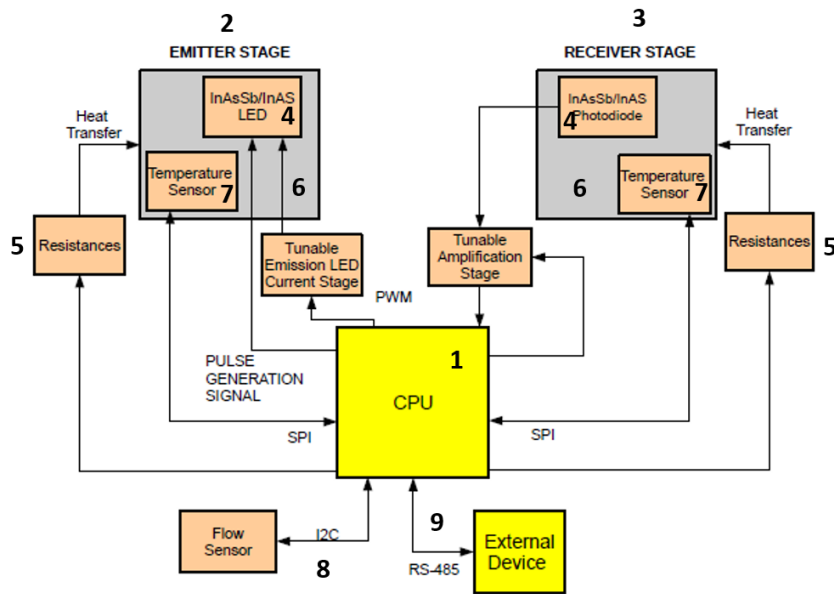 2
3
EMITTER STAGE
RECEIVER STAGE
InAsSb/InAS
LED
4
InAsSb/InAS
Photodiode
4
Heat
Transfer
Heat
Transfer
Temperature
Sensor
7
6
6
Temperature
Sensor
7
5
Resistances
Tunable
Emission LED
Current Stage
Tunable
Amplification
Stage
Resistances
5
PWM
PULSE
GENERATION
SIGNAL
1
CPU
SPI
SPI
Flow
Sensor
I2C
8
9
RS-485
External
Device